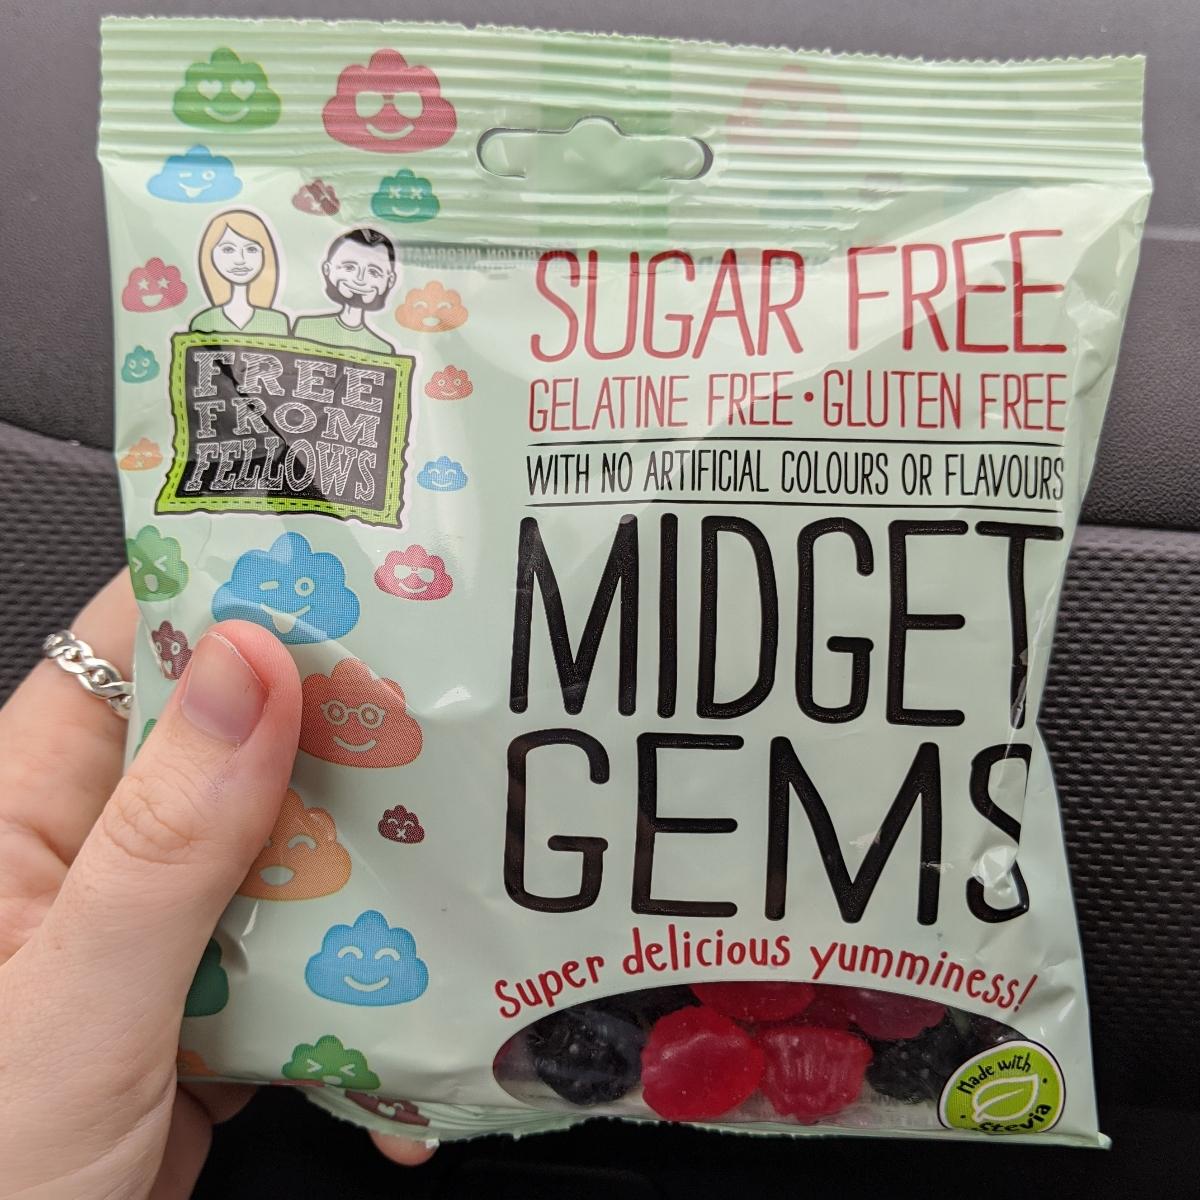 FREE
FROM
FELLOWS
SUGAR FREE
GELATINE FREE • GLUTEN FREE
WITH NO ARTIFICIAL COLOURS OR FLAVOURS
MIDGET
GEMS
Super delicious yumminess!
Made with
stevia